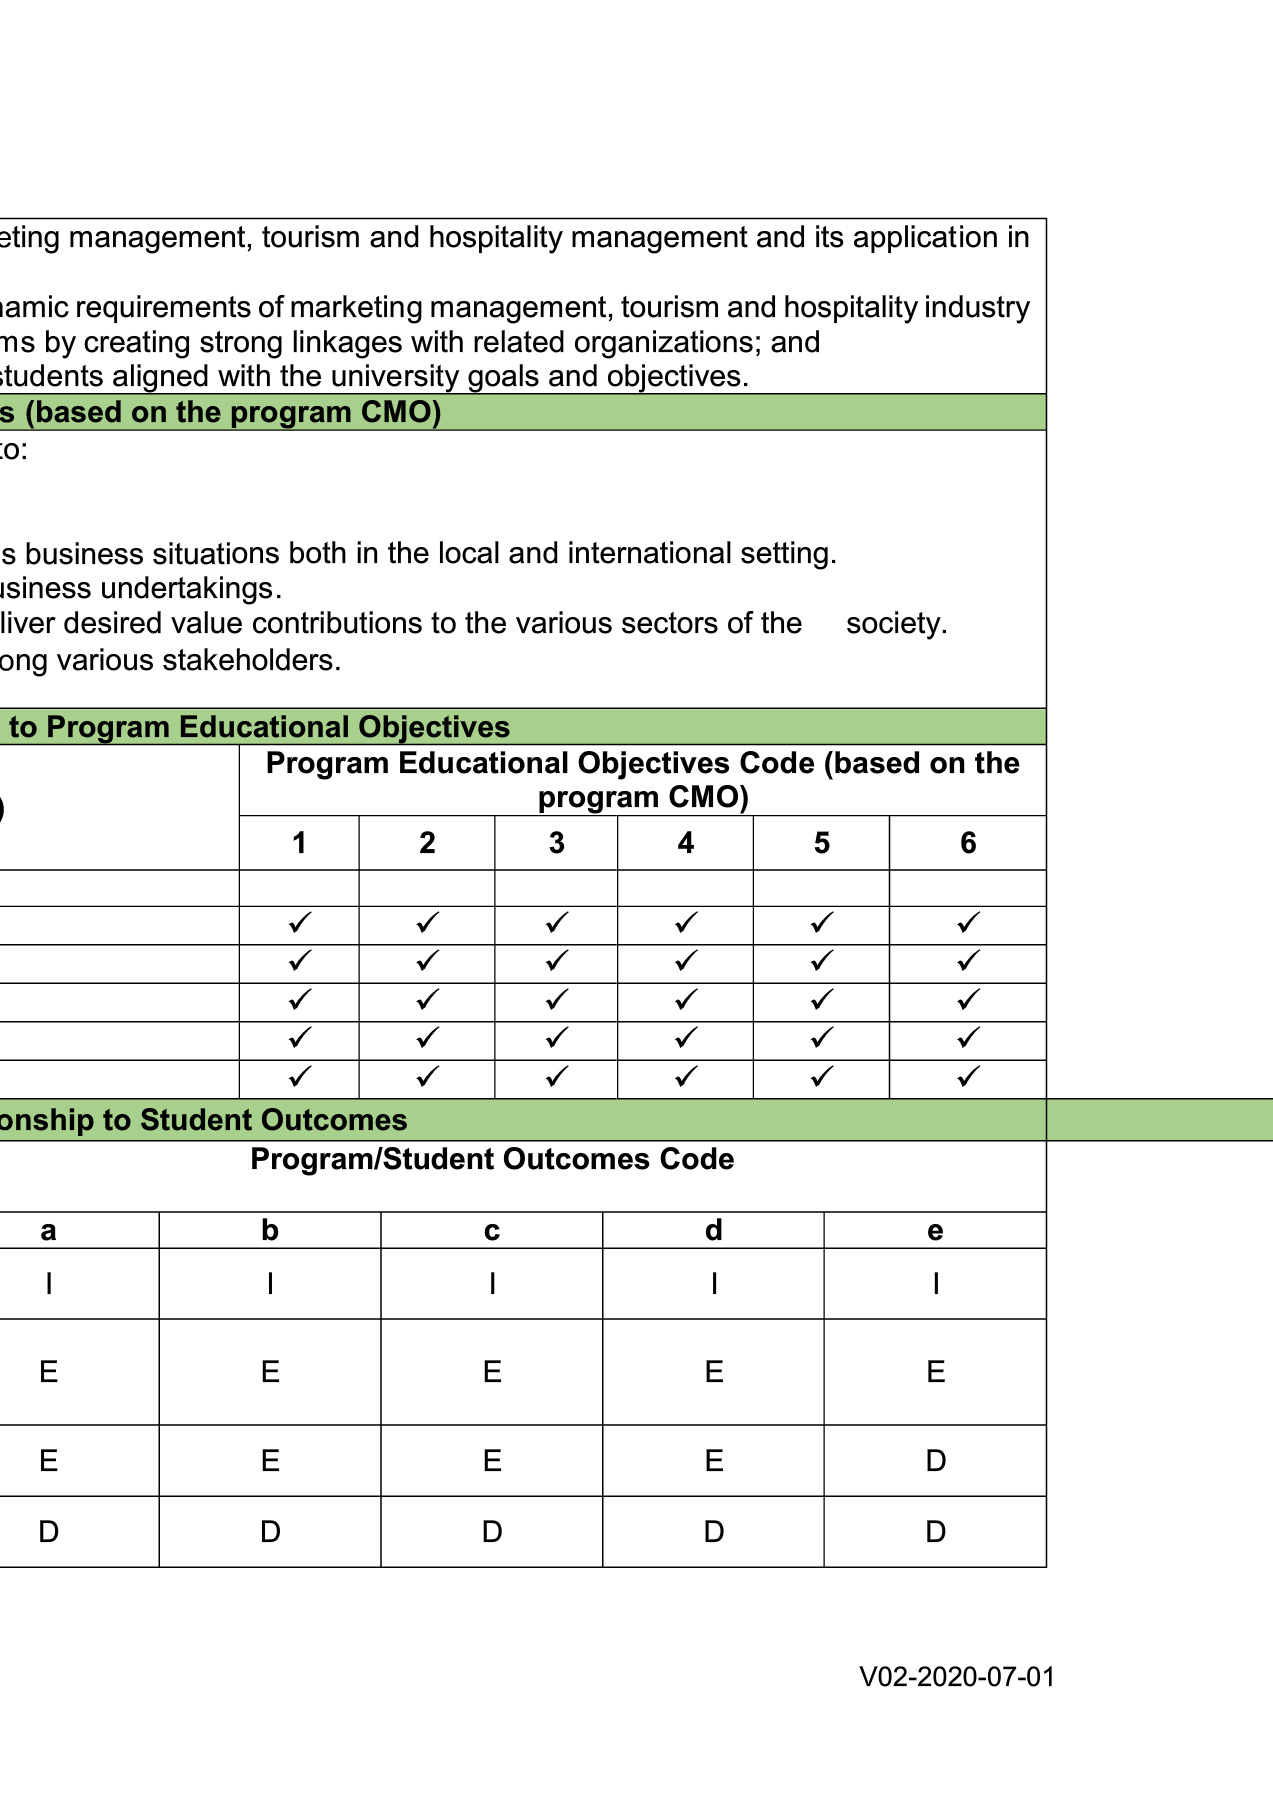 eting management, tourism and hospitality management and its application in
namic requirements of marketing management, tourism and hospitality industry
ms by creating strong linkages with related organizations; and
students aligned with the university goals and objectives.
s (based on the program CMO)
to:
s business situations both in the local and international setting.
usiness undertakings.
liver desired value contributions to the various sectors of the society.
ong various stakeholders.
to Program Educational Objectives
Program Educational Objectives Code (based on the
program CMO)
)
1 2 3 4 5 6
✓ ✓ ✓ ✓ ✓ ✓
✓ ✓ ✓ ✓ ✓ ✓
✓ ✓ ✓ ✓ ✓ ✓
✓ ✓ ✓ ✓ ✓ ✓
✓ ✓ ✓ ✓ ✓ ✓
onship to Student Outcomes
Program/Student Outcomes Code
a b c d e
I I I I I
E E E E E
E E E E D
D D D D D
V02-2020-07-01